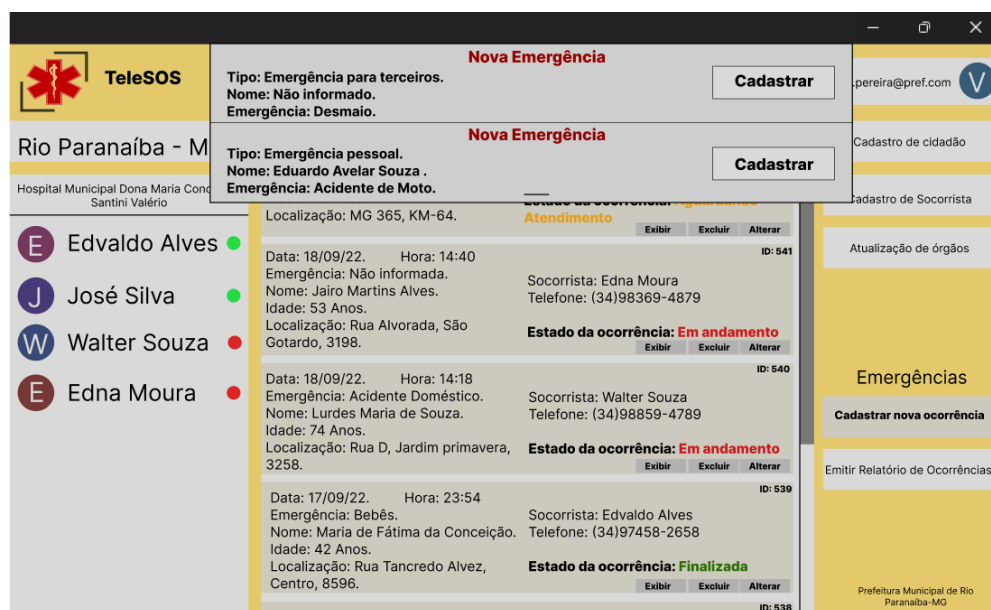 TeleSOS
Nova Emergência
Tipo: Emergência para terceiros.
Nome: Não informado.
Emergência: Desmaio.
Cadastrar
Nova Emergência
Tipo: Emergência pessoal.
Nome: Eduardo Avelar Souza .
Emergência: Acidente de Moto.
Cadastrar
.pereira@pref.com
V
Rio Paranaíba - M
Hospital Municipal Dona Maria Conc
Santini Valério
E
Edvaldo Alves
J
José Silva
W
Walter Souza
E
Edna Moura
Localização: MG 365, KM-64.
Estado da ocorrência: Aguardando
Atendimento
Exibir Excluir Alterar
ID: 541
Data: 18/09/22. Hora: 14:40
Emergência: Não informada.
Nome: Jairo Martins Alves.
Idade: 53 Anos.
Localização: Rua Alvorada, São
Gotardo, 3198.
Socorrista: Edna Moura
Telefone: (34)98369-4879
Estado da ocorrência: Em andamento
Exibir Excluir Alterar
ID: 540
Data: 18/09/22. Hora: 14:18
Emergência: Acidente Doméstico.
Nome: Lurdes Maria de Souza.
Idade: 74 Anos.
Localização: Rua D, Jardim primavera,
3258.
Socorrista: Walter Souza
Telefone: (34)98859-4789
Estado da ocorrência: Em andamento
Exibir Excluir Alterar
ID: 539
Data: 17/09/22. Hora: 23:54
Emergência: Bebês.
Nome: Maria de Fátima da Conceição.
Idade: 42 Anos.
Localização: Rua Tancredo Alvez,
Centro, 8596.
Socorrista: Edvaldo Alves
Telefone: (34)97458-2658
Estado da ocorrência: Finalizada
Exibir Excluir Alterar
ID: 538
Cadastro de cidadão
Cadastro de Socorrista
Atualização de órgãos
Emergências
Cadastrar nova ocorrência
Emitir Relatório de Ocorrências
Prefeitura Municipal de Rio
Paranaíba-MG